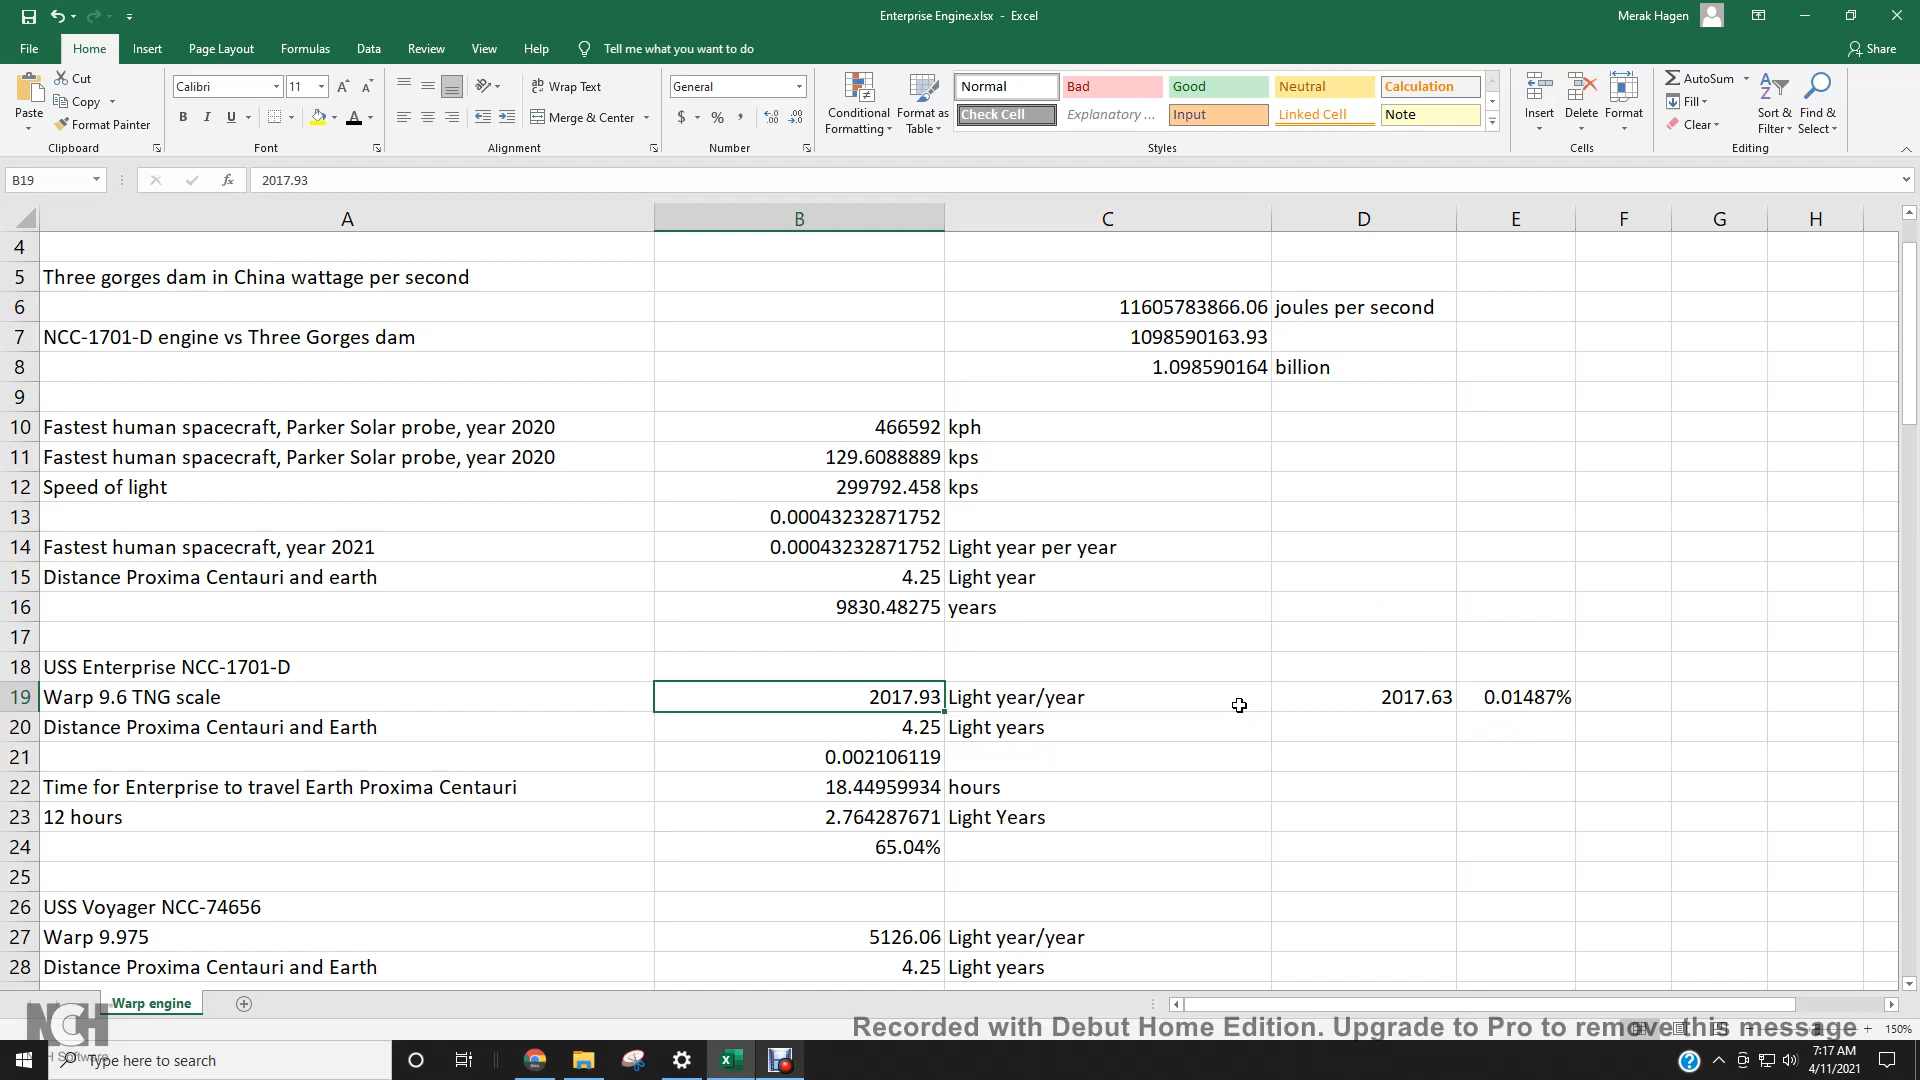 Enterprise Engine.xlsx - Excel
Merak Hagen
File Home Insert Page Layout Formulas Data Review View Help Tell me what you want to do Share
Paste
Cut
Copy
Format Painter
Clipboard
Calibri 11
B I U
Font
Wrap Text
Merge & Center
Alignment
General
$ % ,
Number
Conditional Formatting
Format as Table
Normal Bad Good Neutral Calculation
Check Cell Explanatory ... Input Linked Cell Note
Styles
Insert Delete Format
Cells
AutoSum
Fill
Clear
Sort & Filter
Find & Select
Editing
B19 fx 2017.93
A B C D E F G H
4
5 Three gorges dam in China wattage per second
6 11605783866.06 joules per second
7 NCC-1701-D engine vs Three Gorges dam 1098590163.93
8 1.098590164 billion
9
10 Fastest human spacecraft, Parker Solar probe, year 2020 466592 kph
11 Fastest human spacecraft, Parker Solar probe, year 2020 129.6088889 kps
12 Speed of light 299792.458 kps
13 0.00043232871752
14 Fastest human spacecraft, year 2021 0.00043232871752 Light year per year
15 Distance Proxima Centauri and earth 4.25 Light year
16 9830.48275 years
17
18 USS Enterprise NCC-1701-D
19 Warp 9.6 TNG scale 2017.93 Light year/year 2017.63 0.01487%
20 Distance Proxima Centauri and Earth 4.25 Light years
21 0.002106119
22 Time for Enterprise to travel Earth Proxima Centauri 18.44959934 hours
23 12 hours 2.764287671 Light Years
24 65.04%
25
26 USS Voyager NCC-74656
27 Warp 9.975 5126.06 Light year/year
28 Distance Proxima Centauri and Earth 4.25 Light years
Warp engine
NCH
Recorded with Debut Home Edition. Upgrade to Pro to remove this message
150%
Type here to search
7:17 AM
4/11/2021